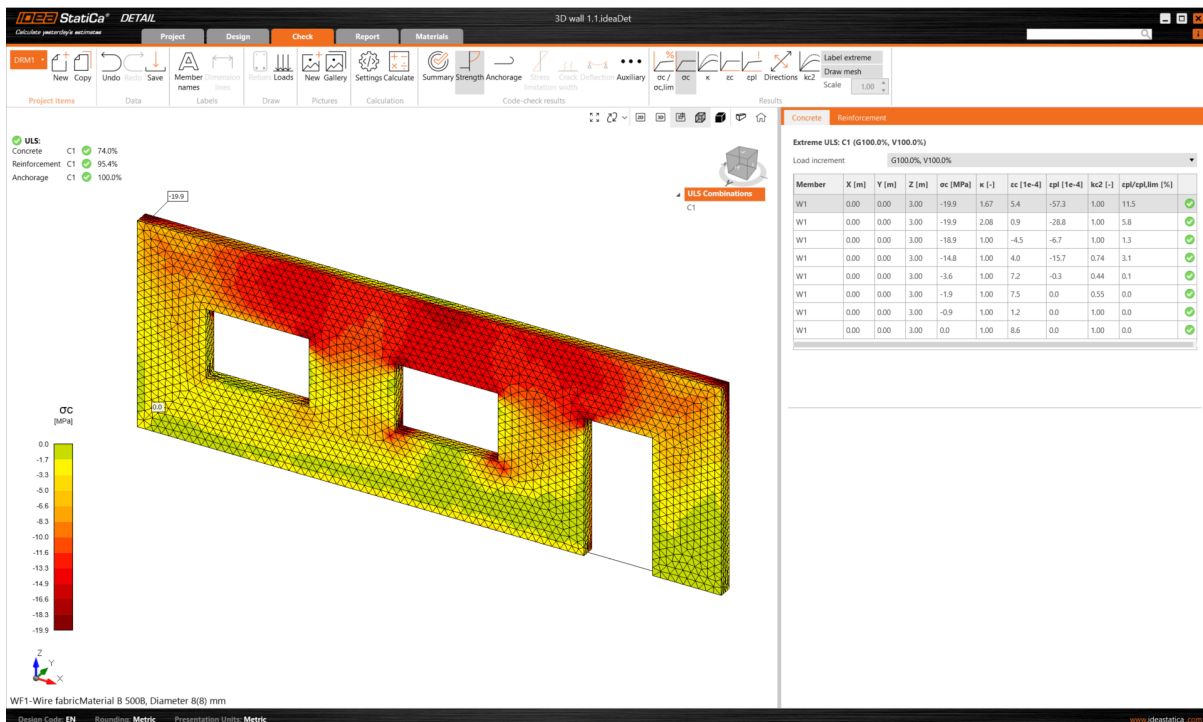 IDEA StatiCa® DETAIL
Calculate yesterday's estimates
3D wall 1.1.ideaDet
Project Design Check Report Materials
DRM1
New Copy Undo Redo Save Member names Dimension lines Rebars Loads New Gallery Settings Calculate Summary Strength Anchorage Stress limitation Crack width Deflection Auxiliary σc / σc,lim σc κ εc εpl Directions kc2
Label extreme
Draw mesh
Scale 1.00
Project Items Data Labels Draw Pictures Calculation Code-check results Results
2D 3D
ULS:
Concrete C1 74.0%
Reinforcement C1 95.4%
Anchorage C1 100.0%
ULS Combinations
C1
-19.9
0.0
σc
[MPa]
0.0
-1.7
-3.3
-5.0
-6.6
-8.3
-10.0
-11.6
-13.3
-14.9
-16.6
-18.3
-19.9
Z
Y
X
WF1-Wire fabricMaterial B 500B, Diameter 8(8) mm
Concrete Reinforcement
Extreme ULS: C1 (G100.0%, V100.0%)
Load increment G100.0%, V100.0%
Member X [m] Y [m] Z [m] σc [MPa] κ [-] εc [1e-4] εpl [1e-4] kc2 [-] εpl/εpl,lim [%]
W1 0.00 0.00 3.00 -19.9 1.67 5.4 -57.3 1.00 11.5
W1 0.00 0.00 3.00 -19.9 2.08 0.9 -28.8 1.00 5.8
W1 0.00 0.00 3.00 -18.9 1.00 -4.5 -6.7 1.00 1.3
W1 0.00 0.00 3.00 -14.8 1.00 4.0 -15.7 0.74 3.1
W1 0.00 0.00 3.00 -3.6 1.00 7.2 -0.3 0.44 0.1
W1 0.00 0.00 3.00 -1.9 1.00 7.5 0.0 0.55 0.0
W1 0.00 0.00 3.00 -0.9 1.00 1.2 0.0 1.00 0.0
W1 0.00 0.00 3.00 0.0 1.00 8.6 0.0 1.00 0.0
Design Code: EN Rounding: Metric Presentation Units: Metric
www.ideastatica.com